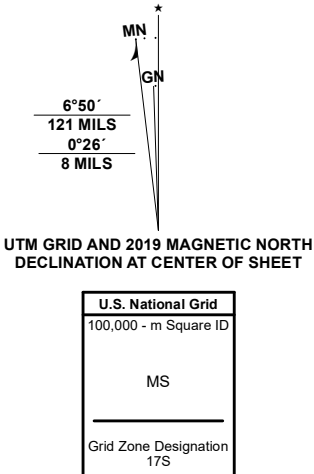 ★
MN
GN
6°50´
121 MILS
0°26´
8 MILS
UTM GRID AND 2019 MAGNETIC NORTH
DECLINATION AT CENTER OF SHEET
U.S. National Grid
100,000 - m Square ID
MS
Grid Zone Designation
17S